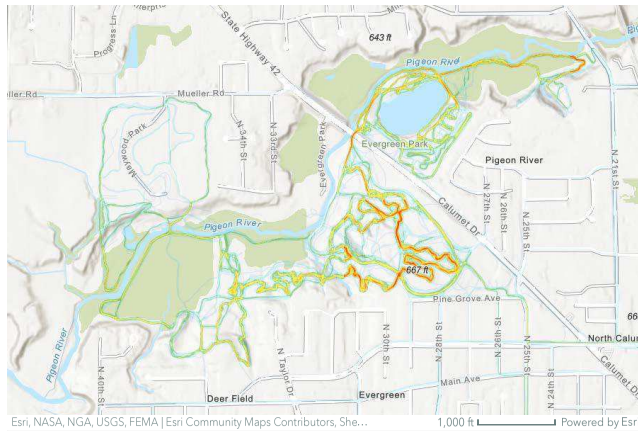 Progress Ln
State Highway 42
643 ft
Pigeon Rivd
Mueller Rd
N 34th St
N 33rd St
Evergreen Park
Evergreen Park
Maywood Park
Pigeon River
N 21st St
N 27th St
N 26th St
N 25th St
Calumet Dr
Pigeon River
667 ft
Pine Grove Ave
66
Pigeon River
N 40th St
N Taylor Dr
N 30th St
N 28th St
N 26th St
N 25th St
North Calu
Calumet Dr
Main Ave
N 24th St
Deer Field
Evergreen
Esri, NASA, NGA, USGS, FEMA | Esri Community Maps Contributors, She…
1,000 ft
Powered by Esri